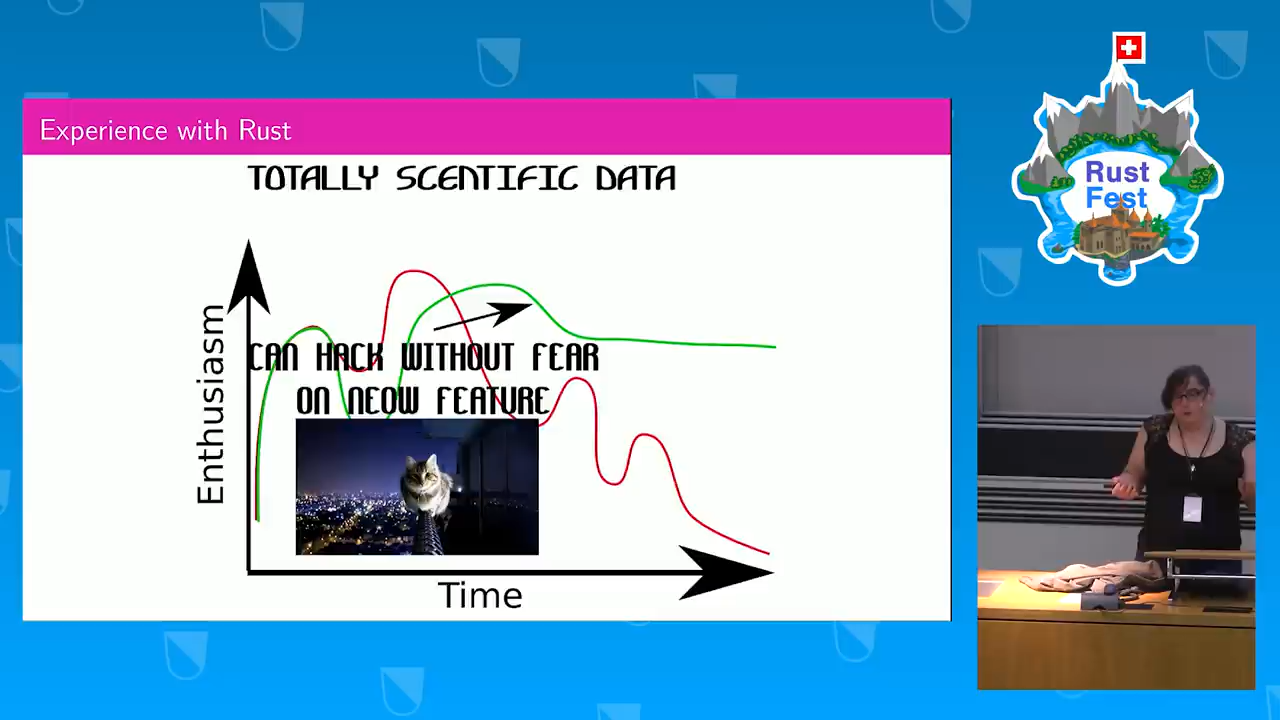 Experience with Rust
TOTALLY SCENTIFIC DATA
Enthusiasm
CAN HACK WITHOUT FEAR
ON NEOW FEATURE
Time
Rust
Fest